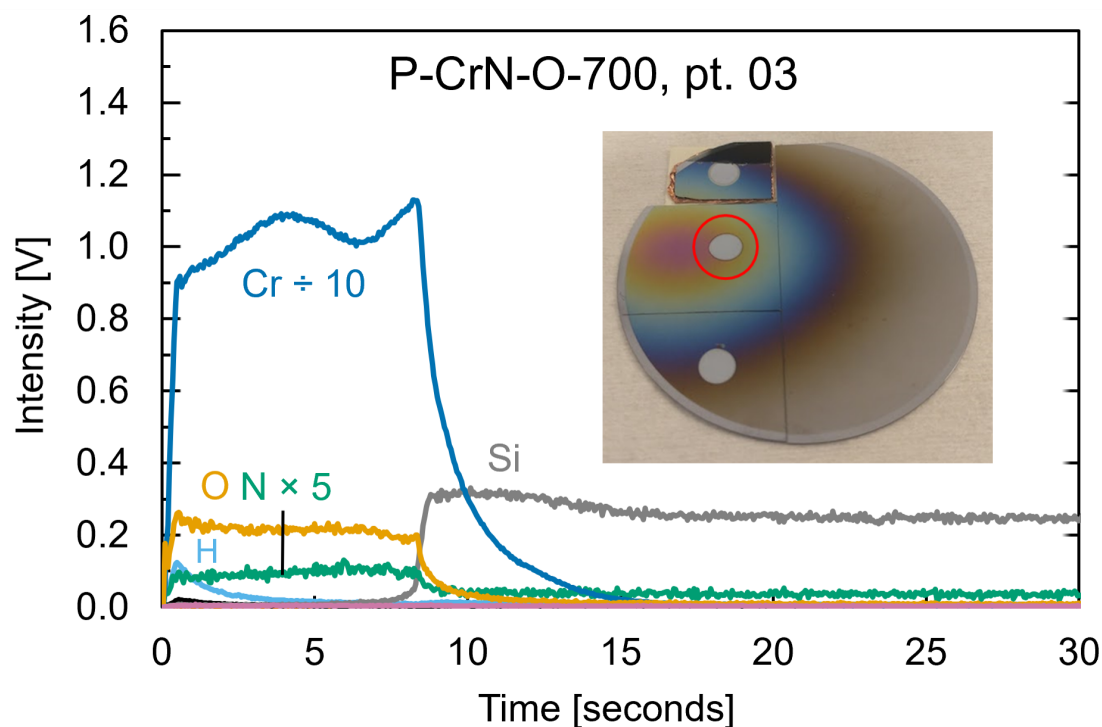 P-CrN-O-700, pt. 03
Intensity [V]
1.6
1.4
1.2
1.0
0.8
0.6
0.4
0.2
0.0
Cr ÷ 10
Si
O N × 5
H
0 5 10 15 20 25 30
Time [seconds]